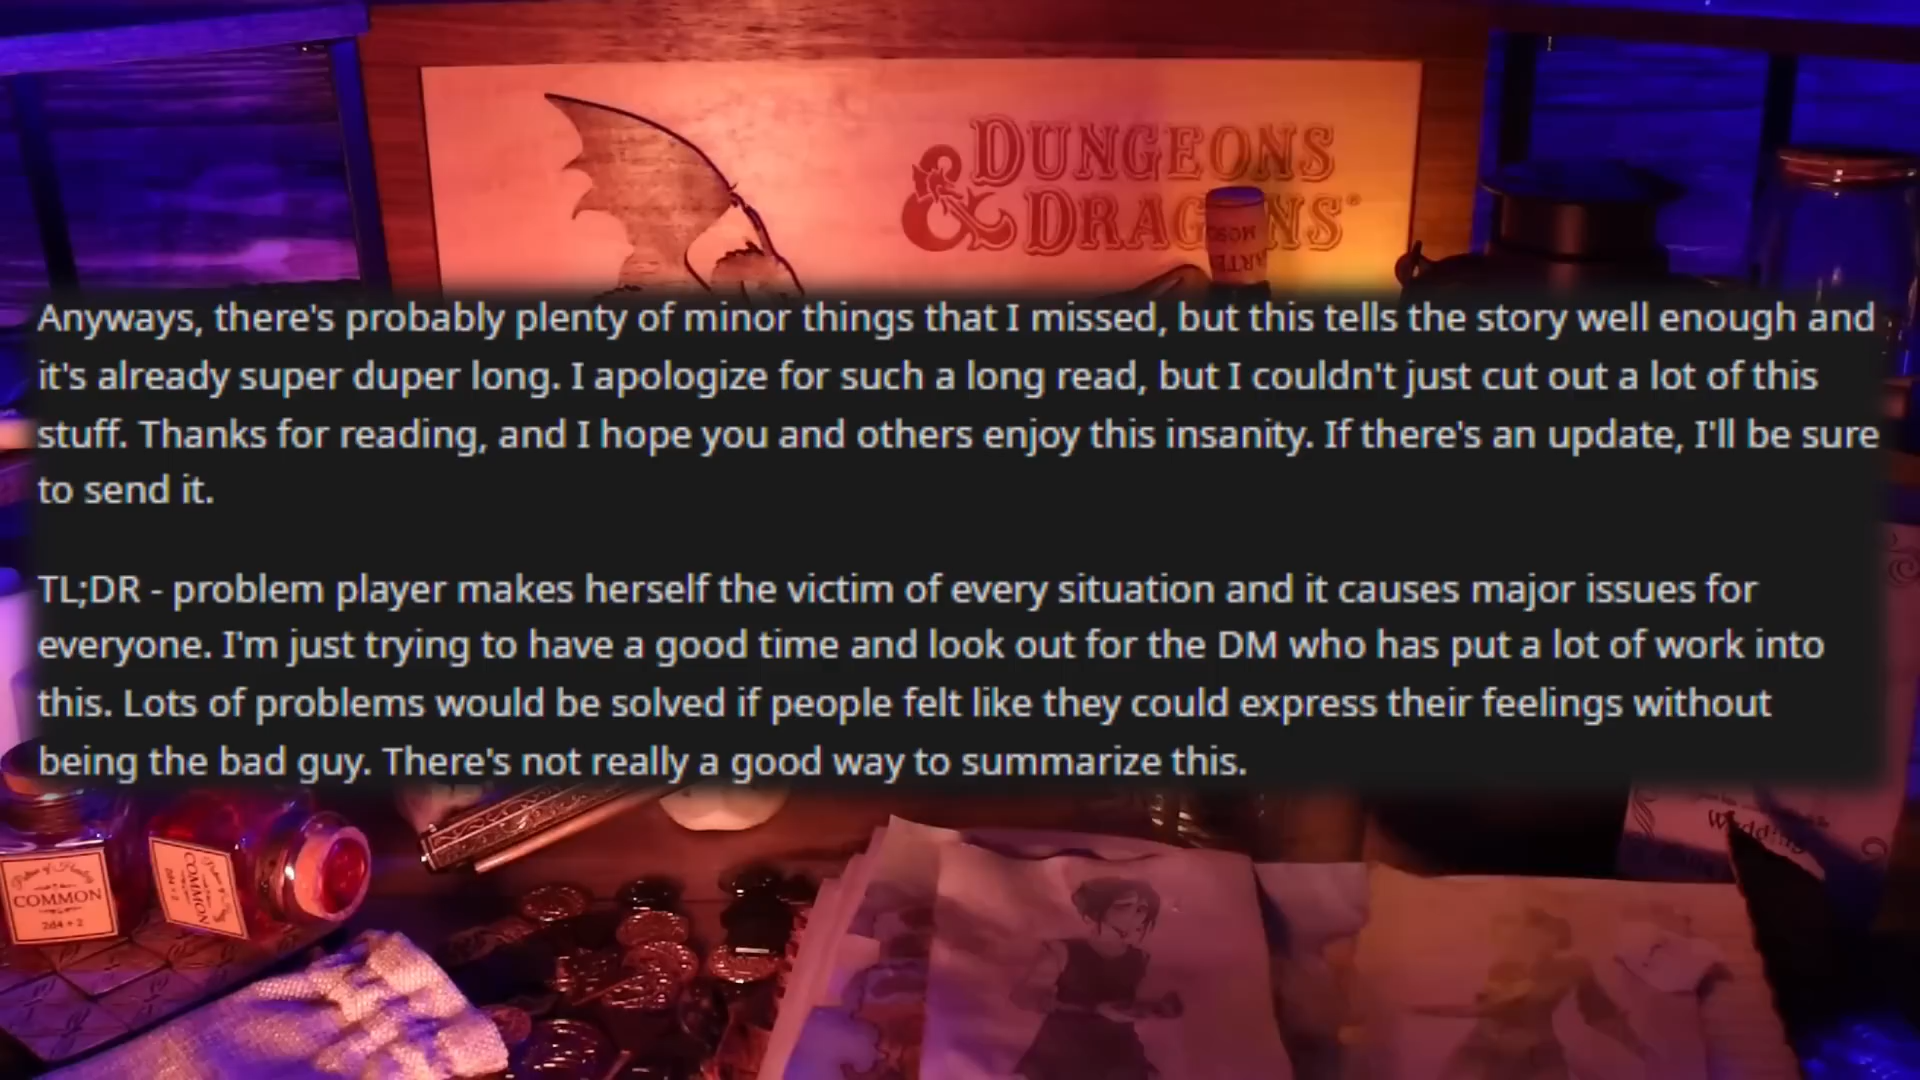 DUNGEONS
& DRAGONS
Anyways, there's probably plenty of minor things that I missed, but this tells the story well enough and
it's already super duper long. I apologize for such a long read, but I couldn't just cut out a lot of this
stuff. Thanks for reading, and I hope you and others enjoy this insanity. If there's an update, I'll be sure
to send it.
TL;DR - problem player makes herself the victim of every situation and it causes major issues for
everyone. I'm just trying to have a good time and look out for the DM who has put a lot of work into
this. Lots of problems would be solved if people felt like they could express their feelings without
being the bad guy. There's not really a good way to summarize this.
COMMON
2d4 + 2
COMMON
2d4 + 2